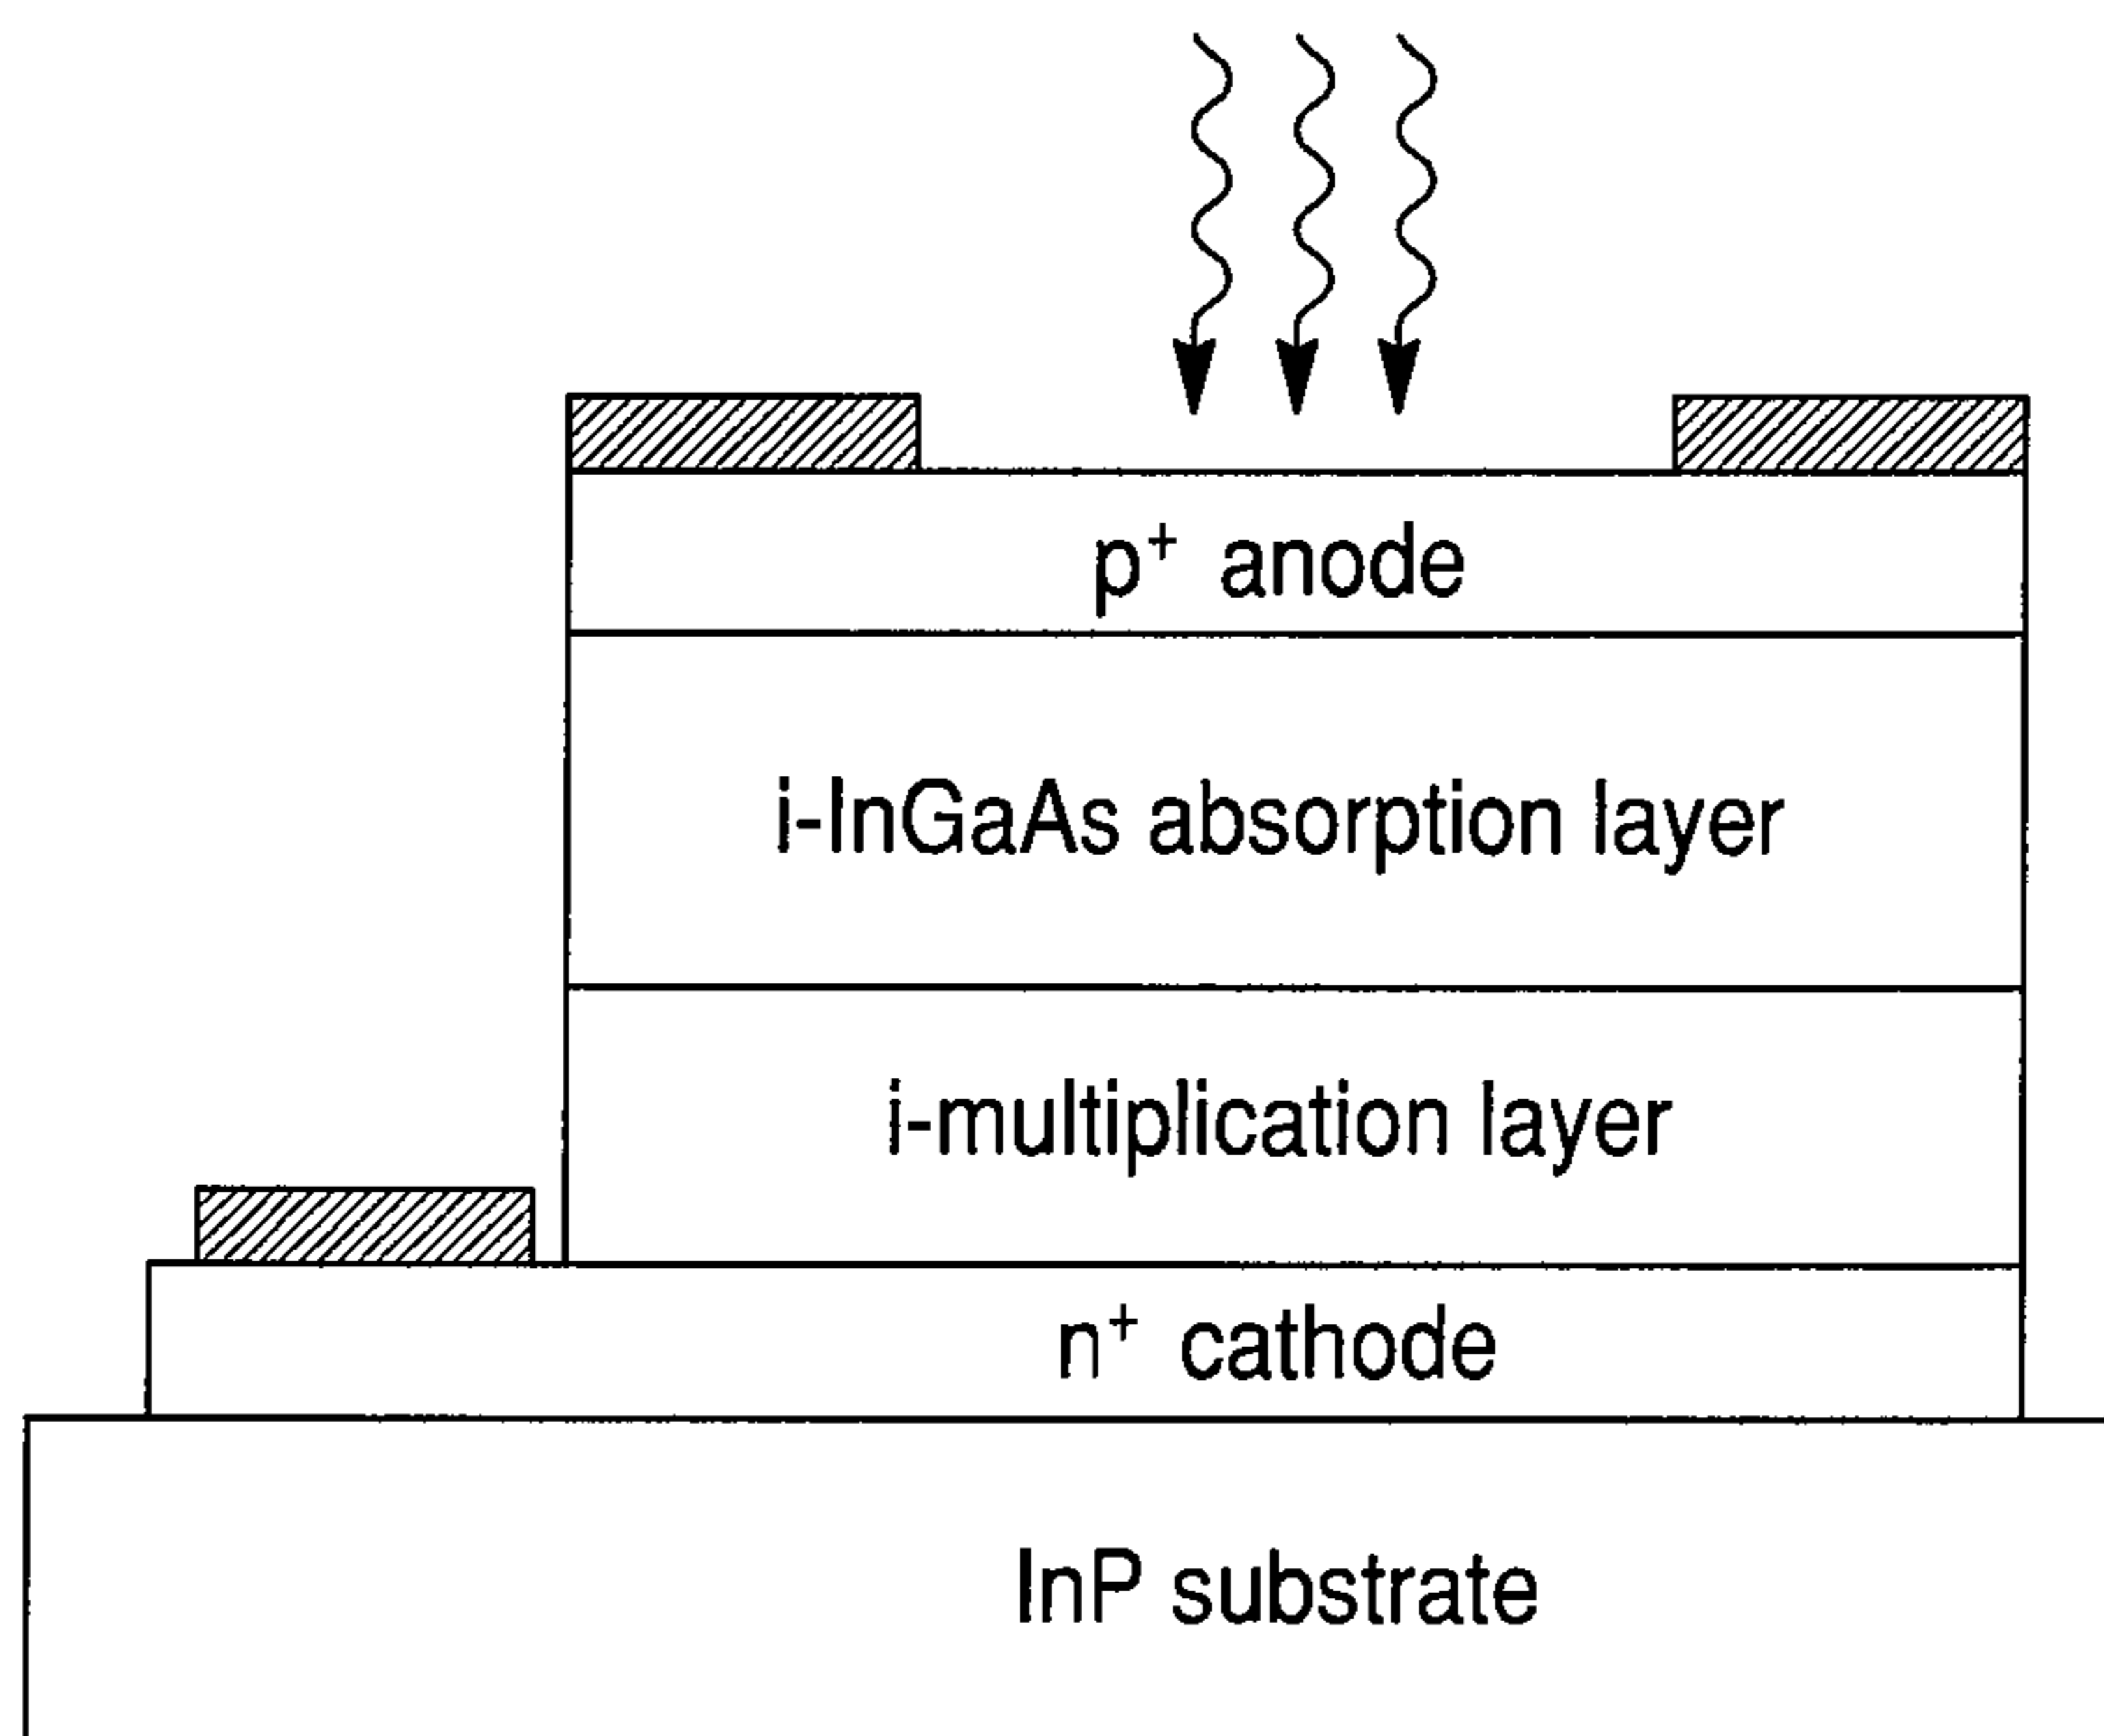 p⁺ anode
i-InGaAs absorption layer
i-multiplication layer
n⁺ cathode
InP substrate